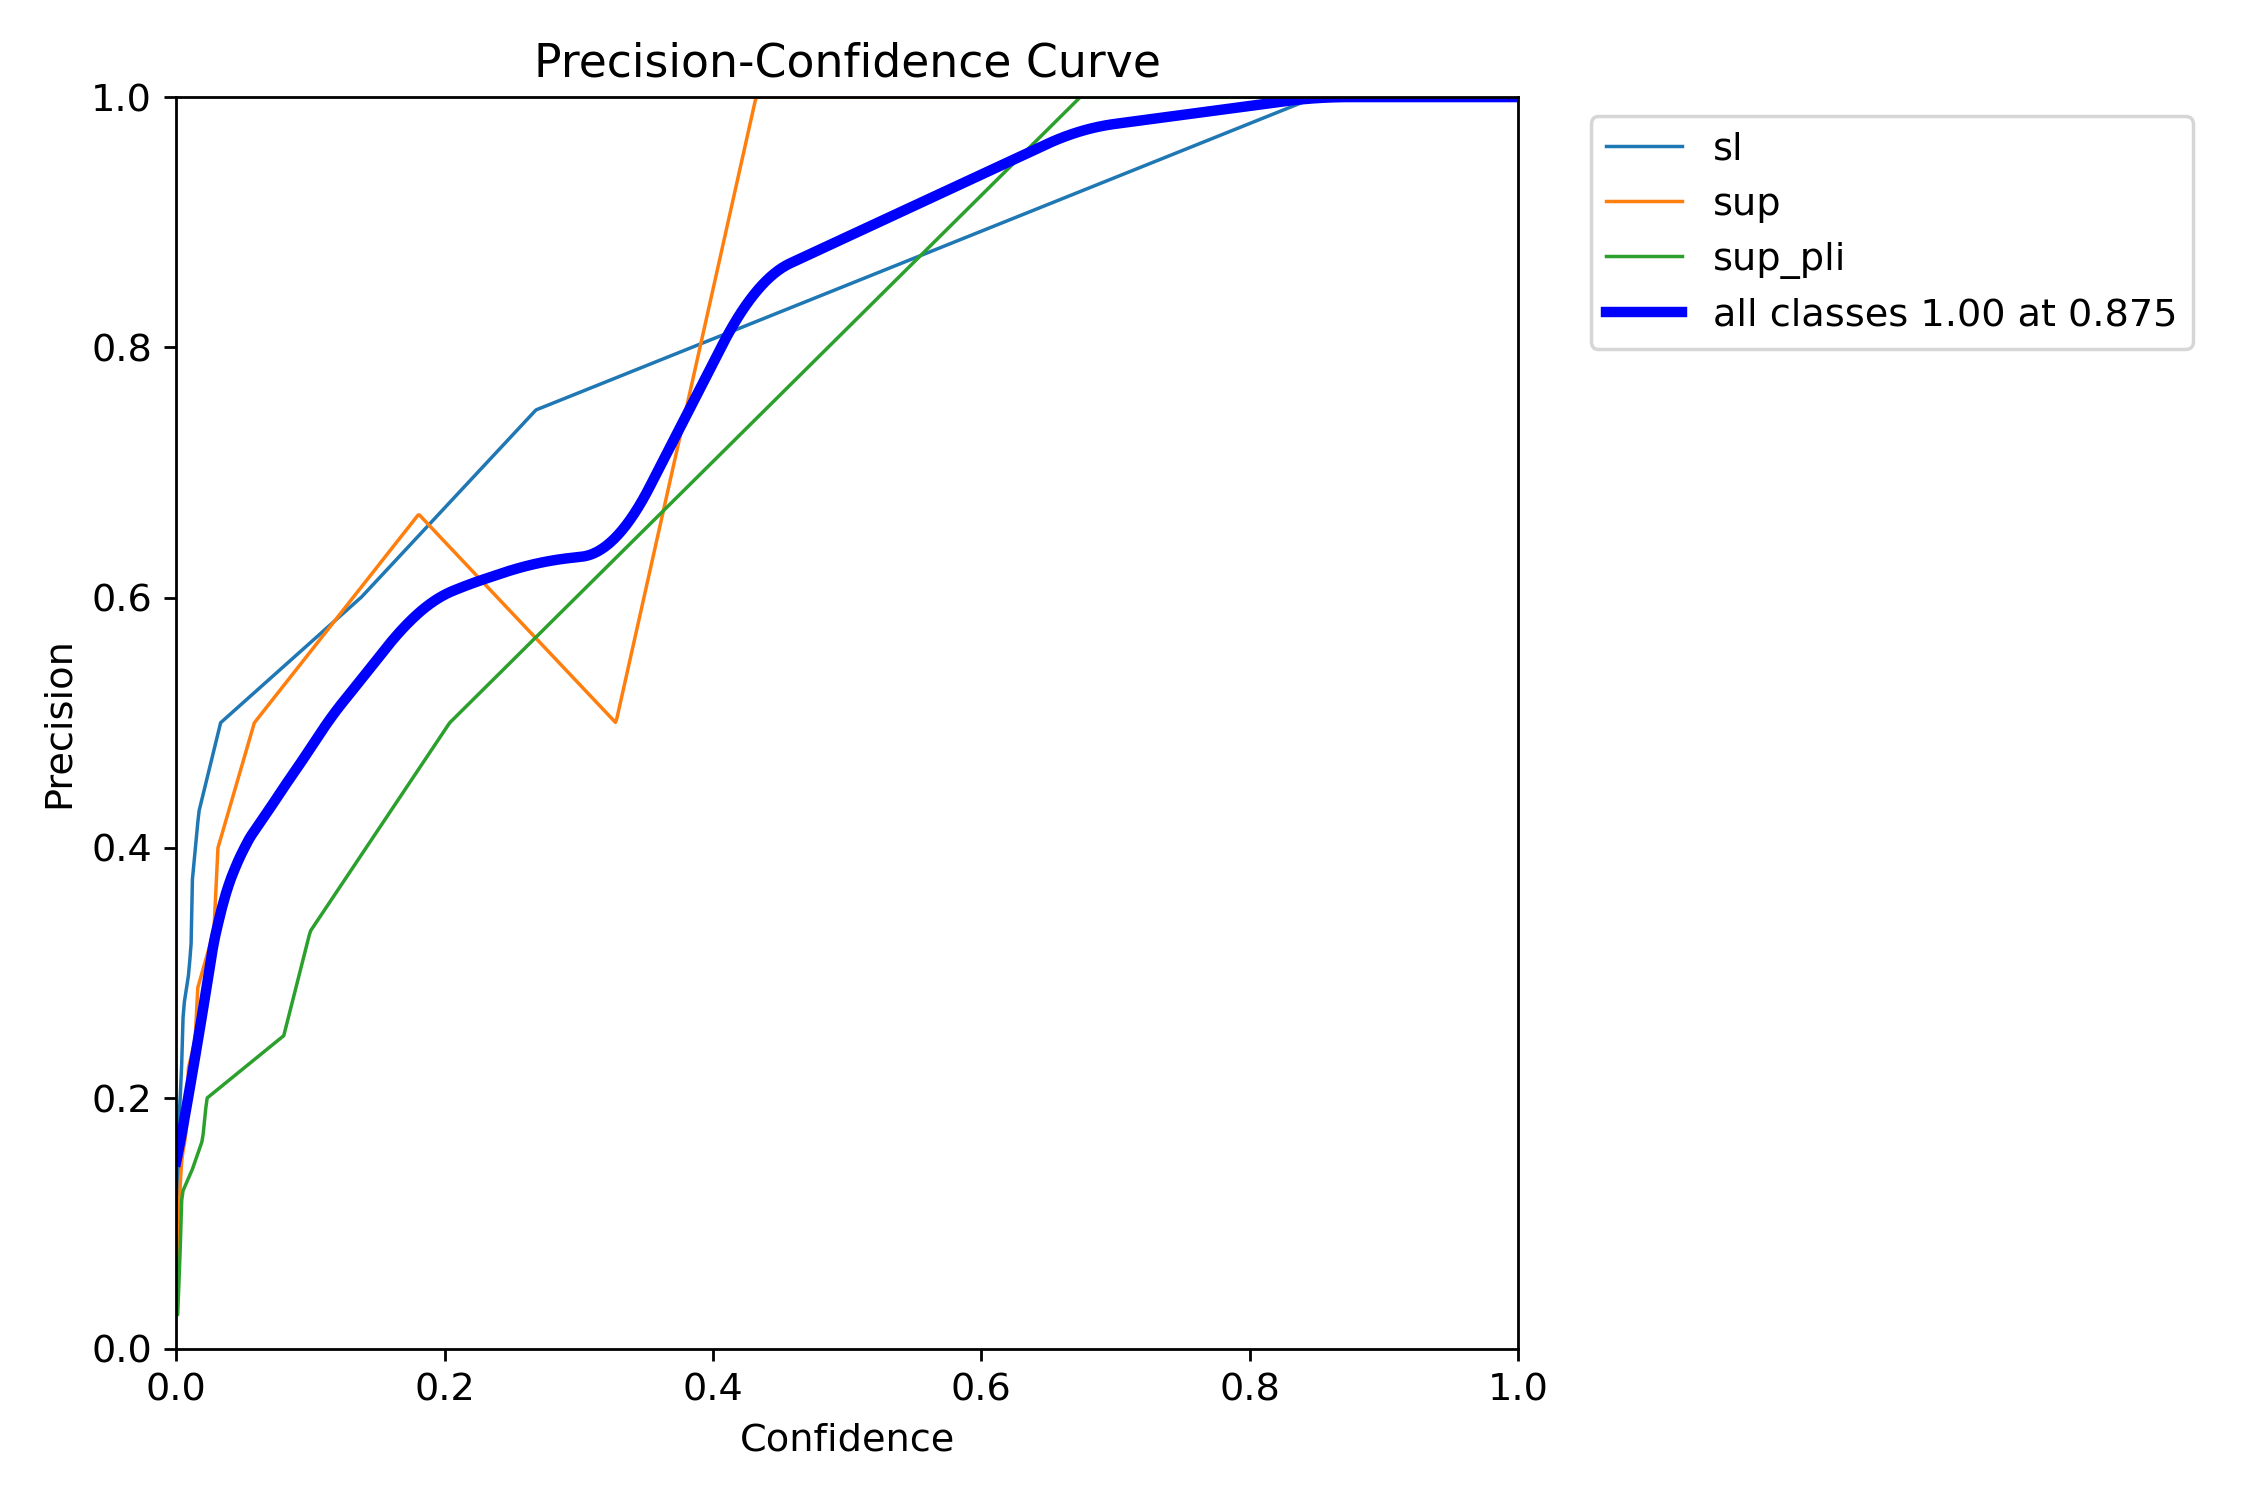 Precision-Confidence Curve
1.0
0.8
0.6
0.4
0.2
0.0
Precision
0.0 0.2 0.4 0.6 0.8 1.0
Confidence
sl
sup
sup_pli
all classes 1.00 at 0.875